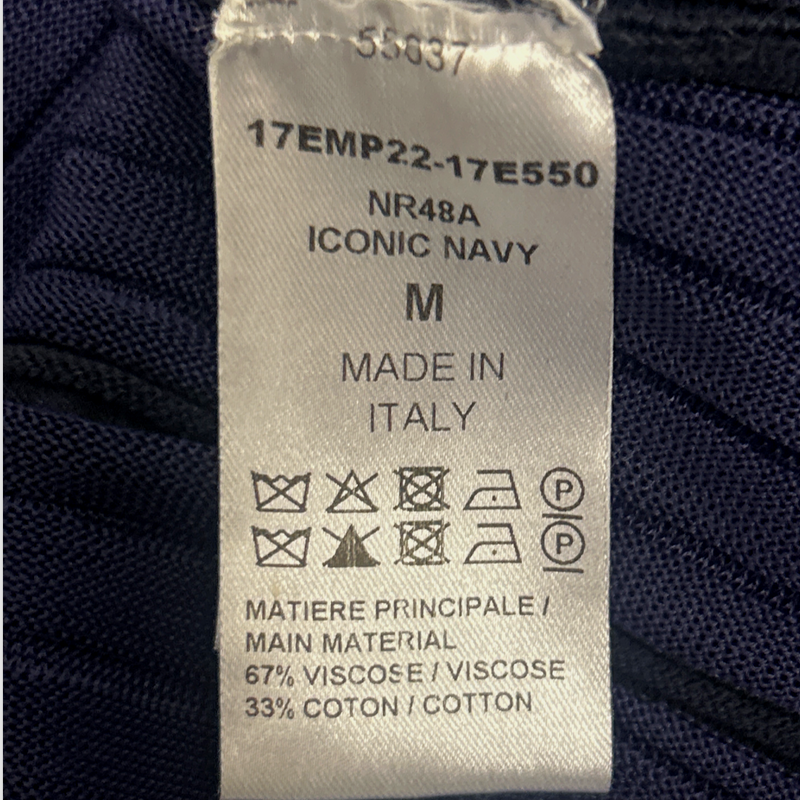 55037
17EMP22-17E550
NR48A
ICONIC NAVY
M
MADE IN
ITALY
P
P
MATIERE PRINCIPALE /
MAIN MATERIAL
67% VISCOSE / VISCOSE
33% COTON / COTTON